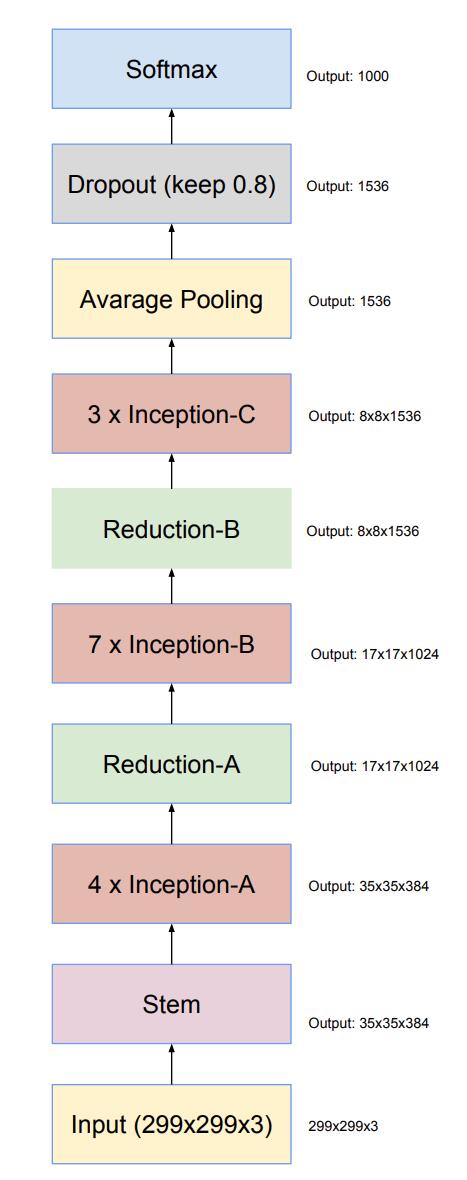 Softmax
Output: 1000
Dropout (keep 0.8)
Output: 1536
Avarage Pooling
Output: 1536
3 x Inception-C
Output: 8x8x1536
Reduction-B
Output: 8x8x1536
7 x Inception-B
Output: 17x17x1024
Reduction-A
Output: 17x17x1024
4 x Inception-A
Output: 35x35x384
Stem
Output: 35x35x384
Input (299x299x3)
299x299x3